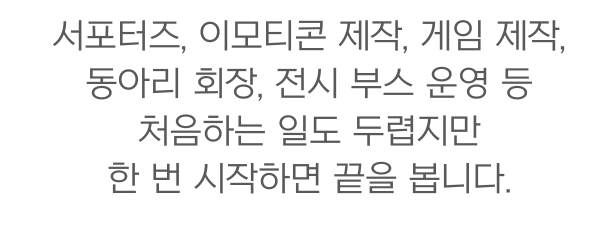 서포터즈, 이모티콘 제작, 게임 제작,
동아리 회장, 전시 부스 운영 등
처음하는 일도 두렵지만
한 번 시작하면 끝을 봅니다.